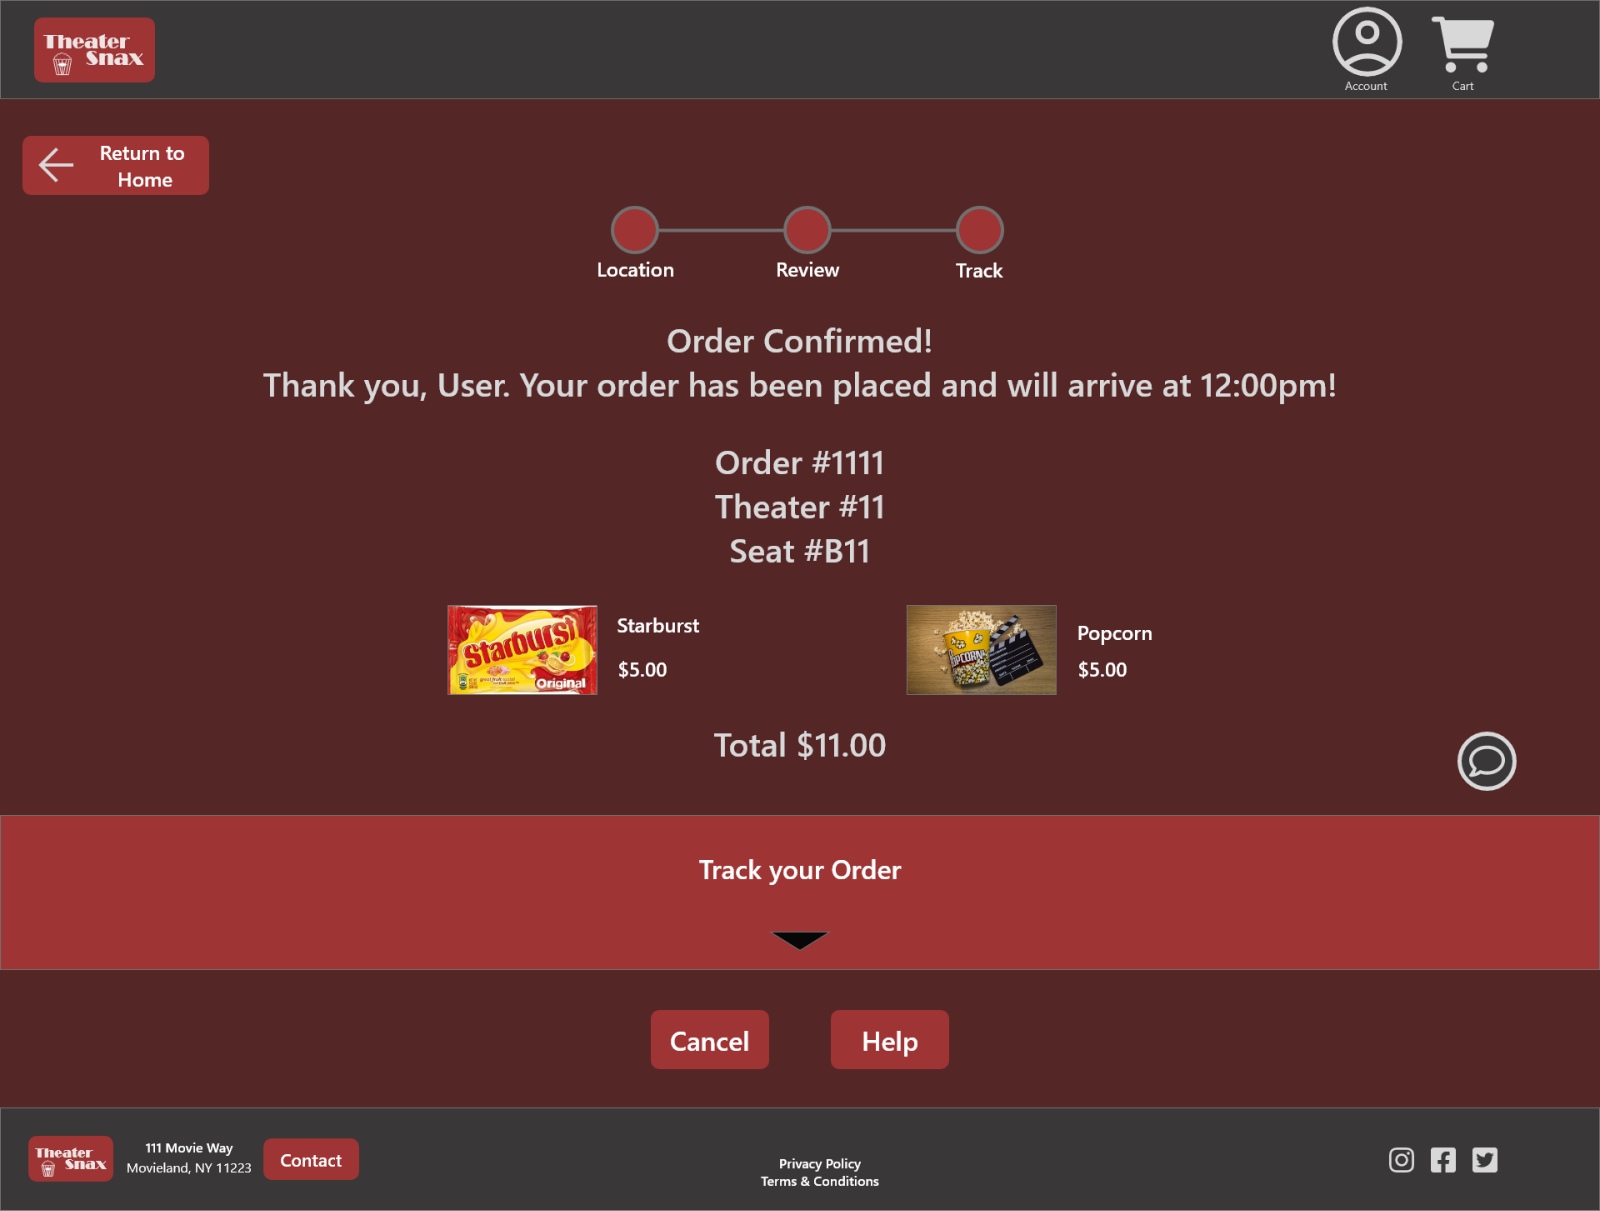 Theater
Snax
Account
Cart
Return to
Home
Location
Review
Track
Order Confirmed!
Thank you, User. Your order has been placed and will arrive at 12:00pm!
Order #1111
Theater #11
Seat #B11
Starburst
Original
Starburst
$5.00
POPCORN
Popcorn
$5.00
Total $11.00
Track your Order
Cancel
Help
Theater
Snax
111 Movie Way
Movieland, NY 11223
Contact
Privacy Policy
Terms & Conditions